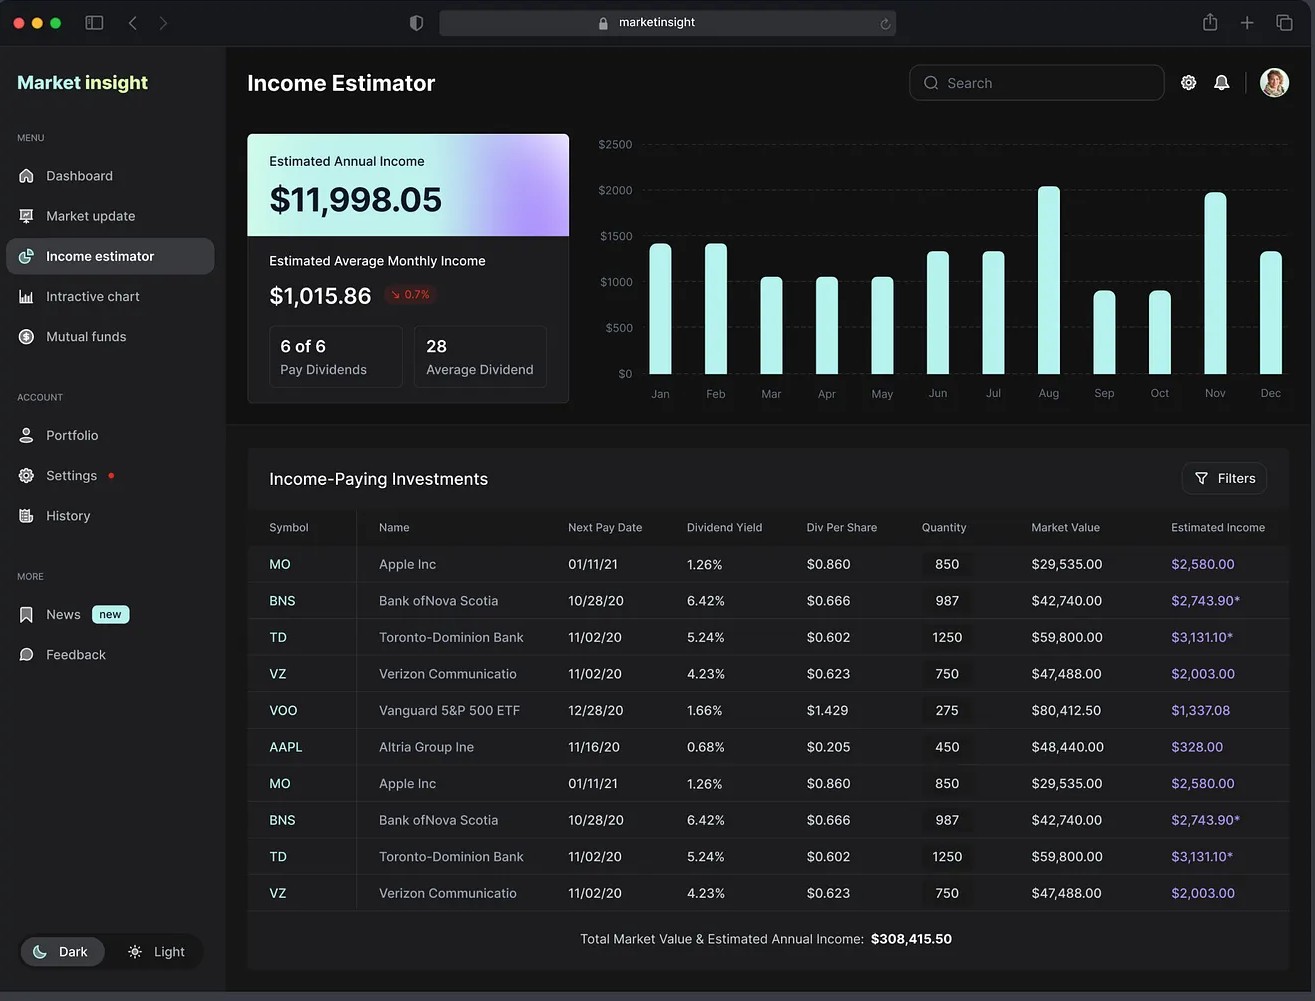 marketinsight
Market insight
MENU
Dashboard
Market update
Income estimator
Intractive chart
Mutual funds
ACCOUNT
Portfolio
Settings
History
MORE
News new
Feedback
Dark Light
Income Estimator
Search
Estimated Annual Income
$11,998.05
Estimated Average Monthly Income
$1,015.86 ↘ 0.7%
6 of 6
Pay Dividends
28
Average Dividend
$2500
$2000
$1500
$1000
$500
$0
Jan Feb Mar Apr May Jun Jul Aug Sep Oct Nov Dec
Income-Paying Investments
Filters
Symbol Name Next Pay Date Dividend Yield Div Per Share Quantity Market Value Estimated Income
MO Apple Inc 01/11/21 1.26% $0.860 850 $29,535.00 $2,580.00
BNS Bank ofNova Scotia 10/28/20 6.42% $0.666 987 $42,740.00 $2,743.90*
TD Toronto-Dominion Bank 11/02/20 5.24% $0.602 1250 $59,800.00 $3,131.10*
VZ Verizon Communicatio 11/02/20 4.23% $0.623 750 $47,488.00 $2,003.00
VOO Vanguard 5&P 500 ETF 12/28/20 1.66% $1.429 275 $80,412.50 $1,337.08
AAPL Altria Group Ine 11/16/20 0.68% $0.205 450 $48,440.00 $328.00
MO Apple Inc 01/11/21 1.26% $0.860 850 $29,535.00 $2,580.00
BNS Bank ofNova Scotia 10/28/20 6.42% $0.666 987 $42,740.00 $2,743.90*
TD Toronto-Dominion Bank 11/02/20 5.24% $0.602 1250 $59,800.00 $3,131.10*
VZ Verizon Communicatio 11/02/20 4.23% $0.623 750 $47,488.00 $2,003.00
Total Market Value & Estimated Annual Income: $308,415.50